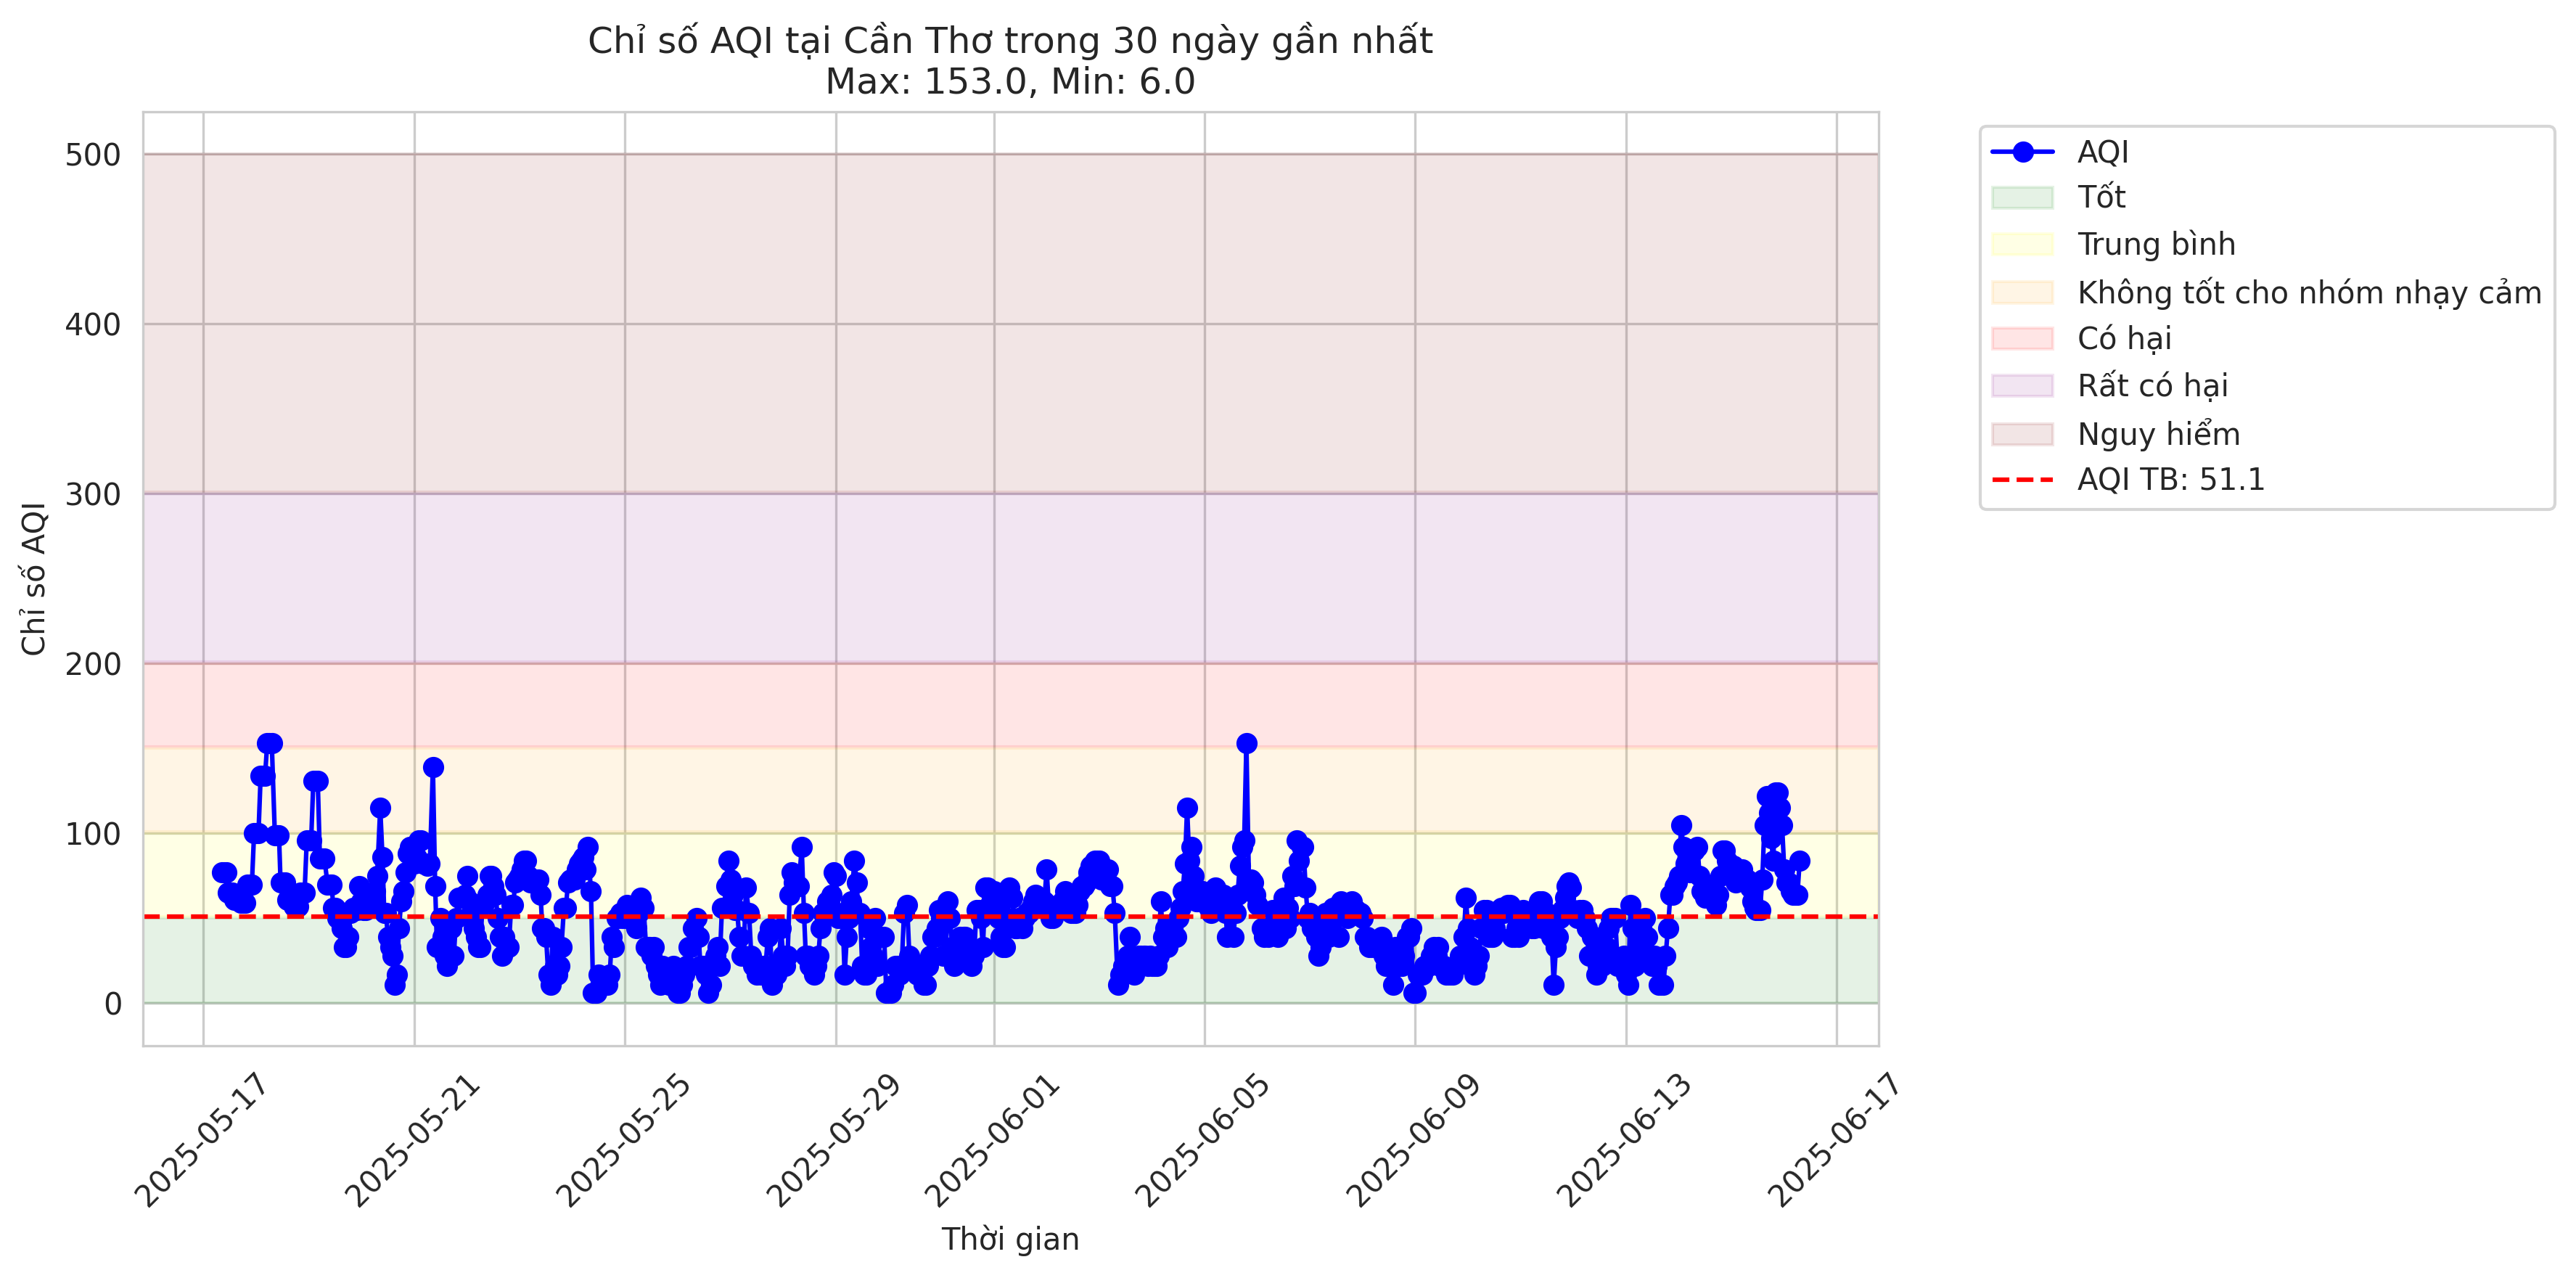 Chỉ số AQI tại Cần Thơ trong 30 ngày gần nhất
Max: 153.0, Min: 6.0
Chỉ số AQI
500
400
300
200
100
0
2025-05-17
2025-05-21
2025-05-25
2025-05-29
2025-06-01
2025-06-05
2025-06-09
2025-06-13
2025-06-17
Thời gian
AQI
Tốt
Trung bình
Không tốt cho nhóm nhạy cảm
Có hại
Rất có hại
Nguy hiểm
AQI TB: 51.1